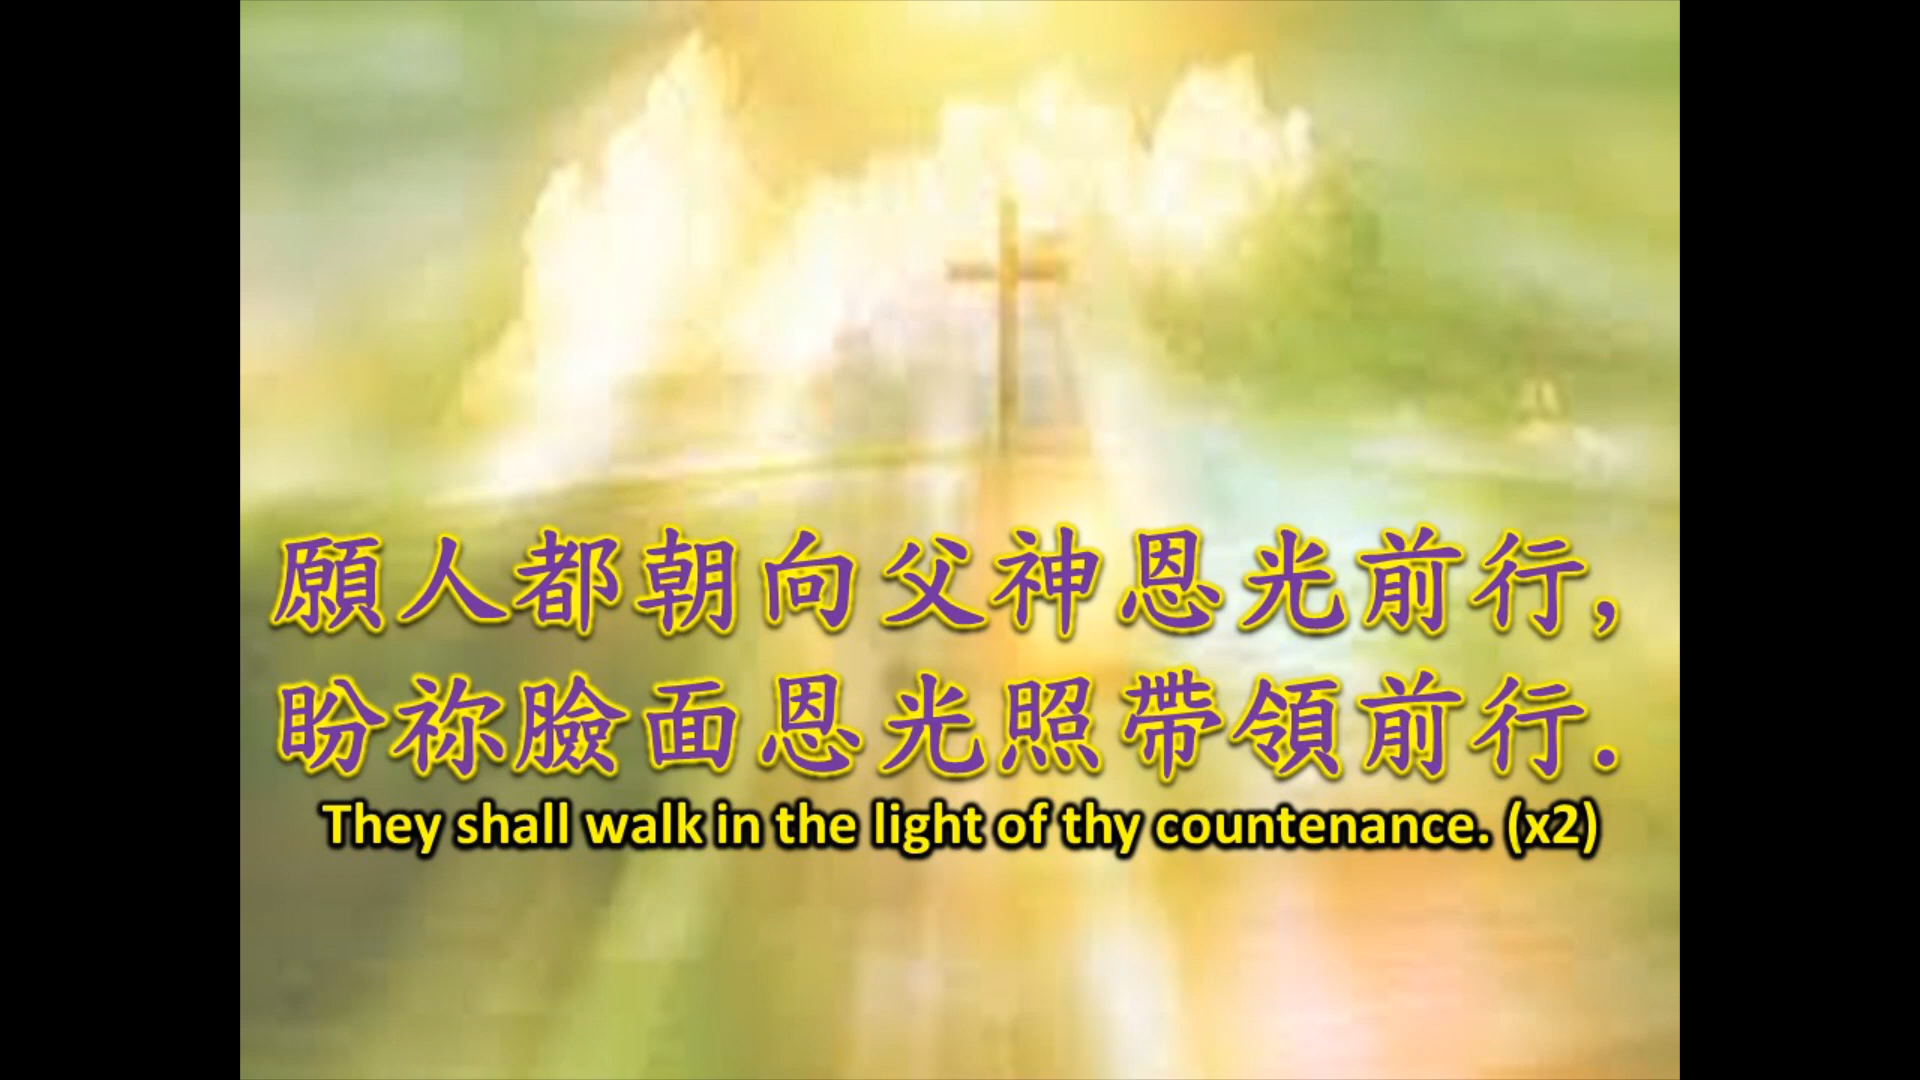 願人都朝向父神恩光前行,
盼祢臉面恩光照帶領前行.
They shall walk in the light of thy countenance. (x2)